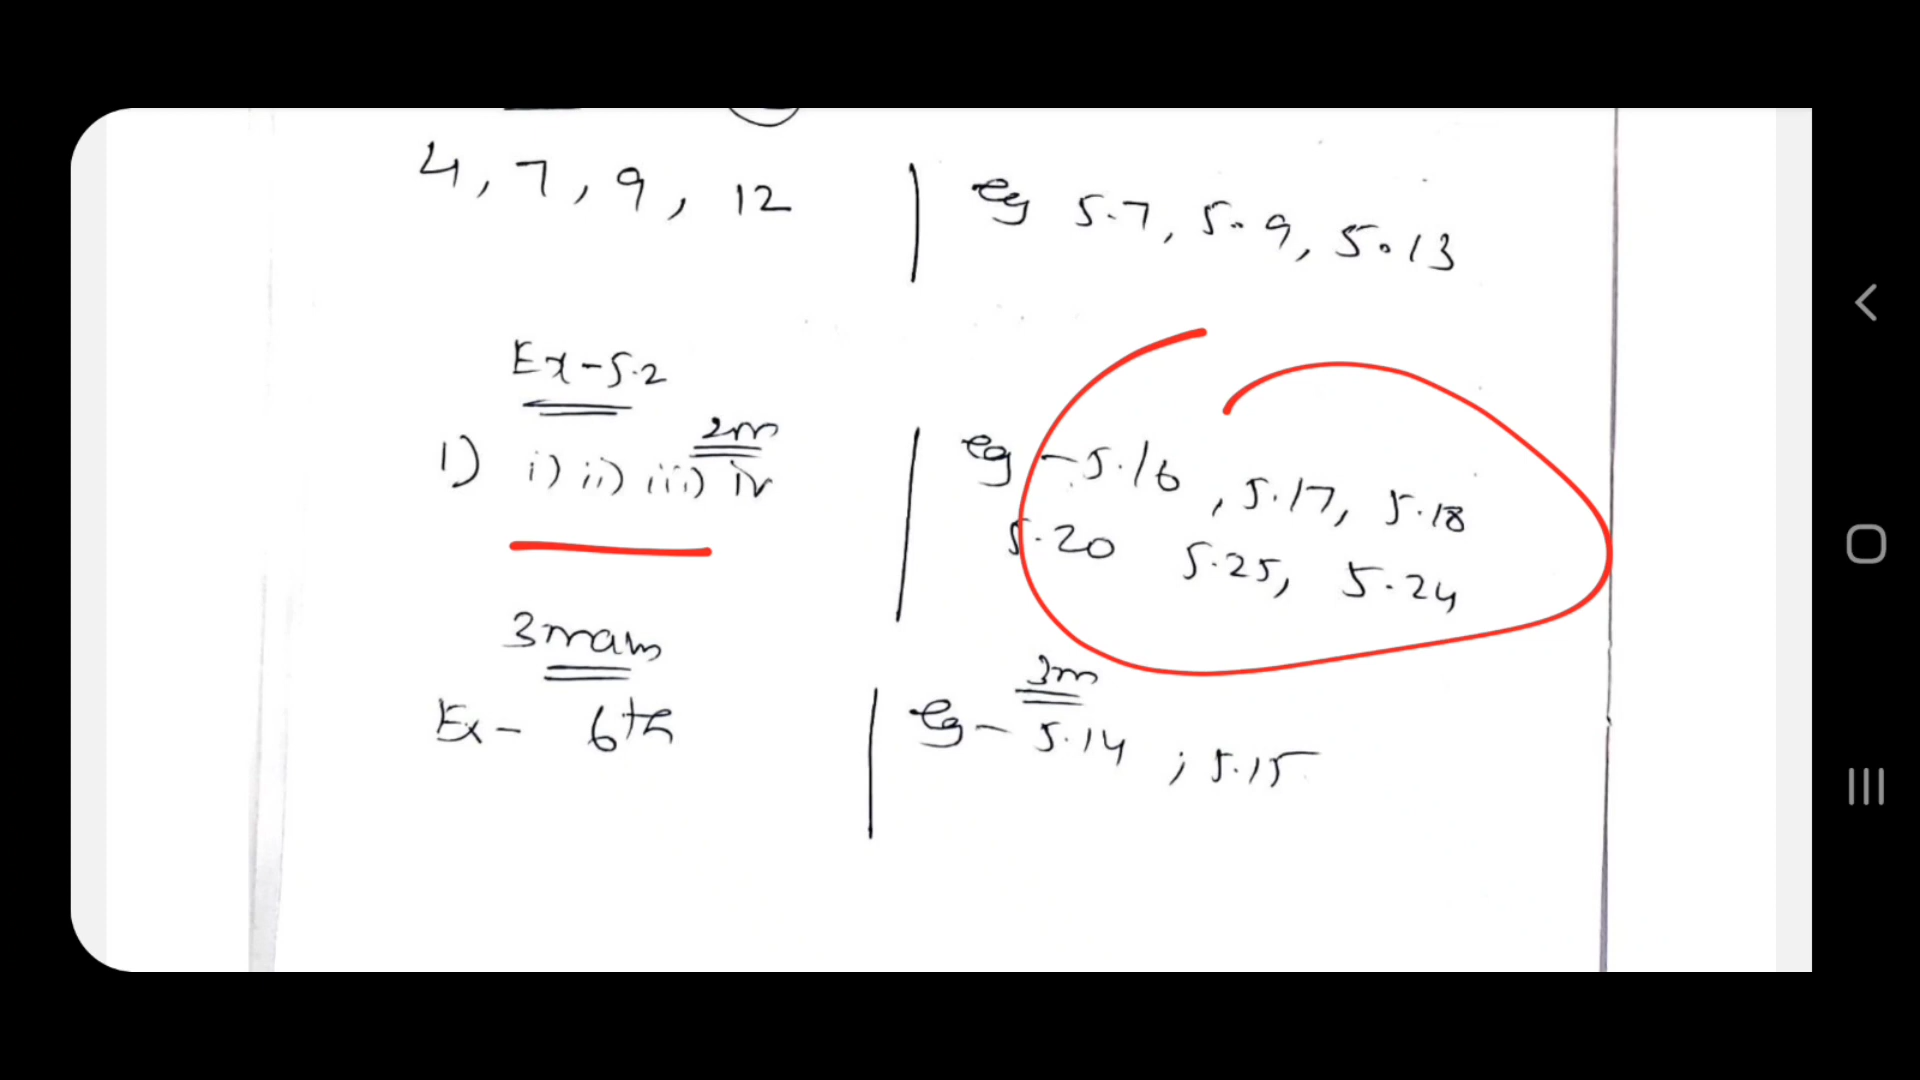 4, 7, 9, 12 | eg 5.7, 5.9, 5.13
Ex-5.2
2m
1) i) ii) iii) iv | eg - 5.16, 5.17, 5.18
5.20 5.25, 5.24
3mark
3m
Ex- 6th | eg - 5.14; 5.15